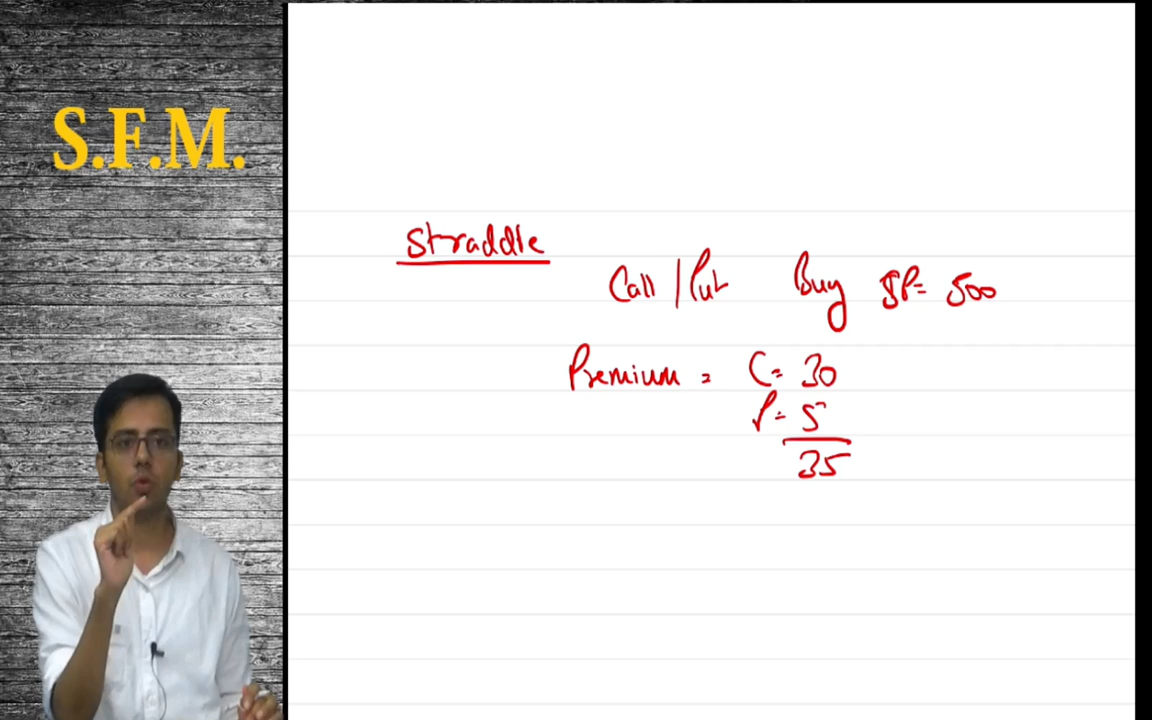 S.F.M.
Straddle
Call / Put Buy SP= 500
Premium = C= 30
P= 5
35